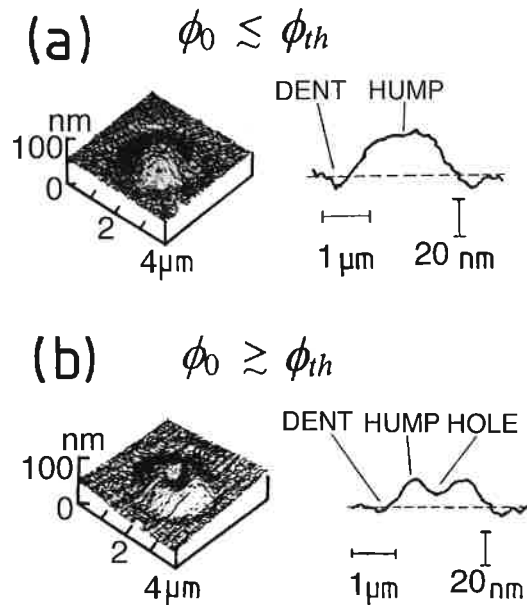 (a) ϕ₀ ≲ ϕₜₕ
DENT HUMP
nm
100
0
2
4μm
1 μm 20 nm
(b) ϕ₀ ≳ ϕₜₕ
DENT HUMP HOLE
nm
100
0
2
4μm
1μm 20nm